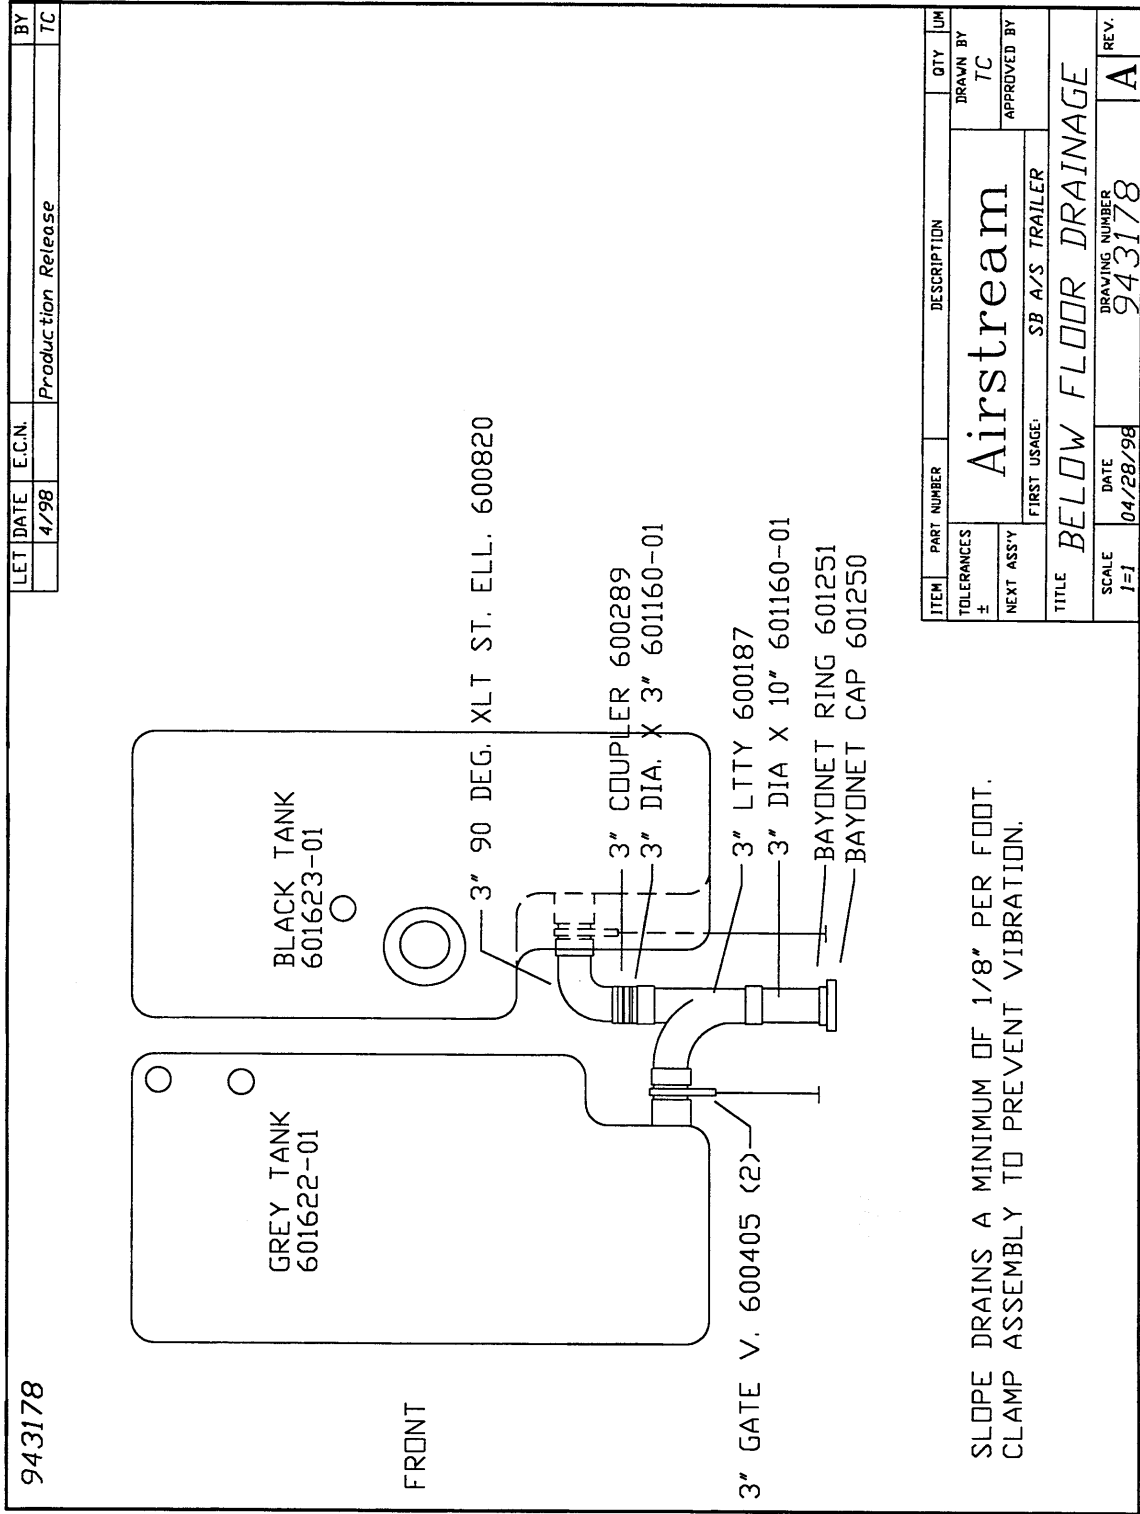 943178
LET DATE E.C.N. BY
4/98 Production Release TC
FRONT
GREY TANK
601622-01
BLACK TANK
601623-01
3" 90 DEG. XLT ST. ELL. 600820
3" COUPLER 600289
3" DIA. X 3" 601160-01
3" LTTY 600187
3" DIA X 10" 601160-01
BAYONET RING 601251
BAYONET CAP 601250
3" GATE V. 600405 (2)
SLOPE DRAINS A MINIMUM OF 1/8" PER FOOT.
CLAMP ASSEMBLY TO PREVENT VIBRATION.
ITEM PART NUMBER DESCRIPTION QTY UM
TOLERANCES
±
Airstream
DRAWN BY
TC
NEXT ASS'Y
FIRST USAGE: SB A/S TRAILER
APPROVED BY
TITLE BELOW FLOOR DRAINAGE
SCALE
1=1
DATE
04/28/98
DRAWING NUMBER
943178
REV.
A